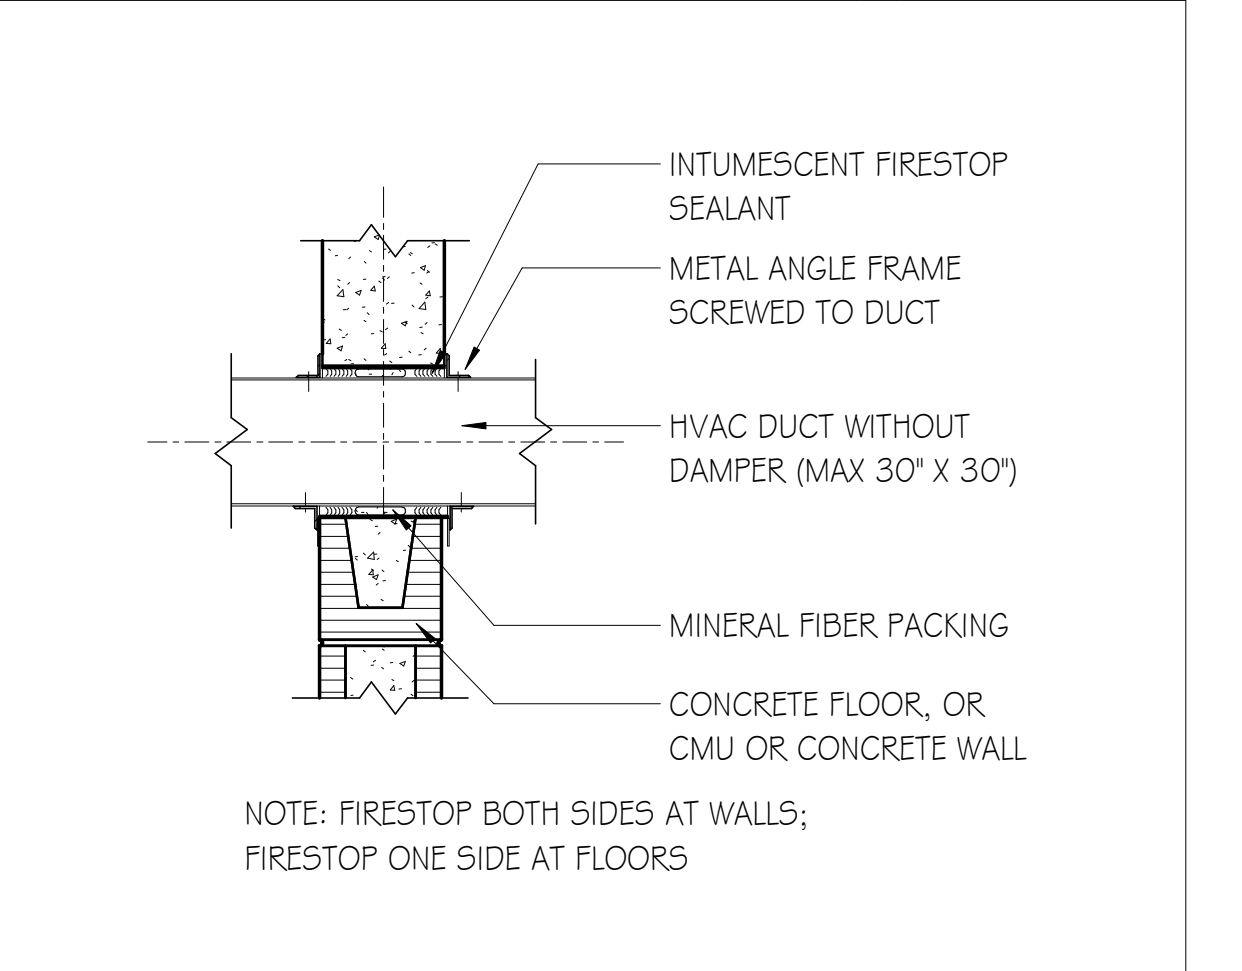 INTUMESCENT FIRESTOP
SEALANT
METAL ANGLE FRAME
SCREWED TO DUCT
HVAC DUCT WITHOUT
DAMPER (MAX 30" X 30")
MINERAL FIBER PACKING
CONCRETE FLOOR, OR
CMU OR CONCRETE WALL
NOTE: FIRESTOP BOTH SIDES AT WALLS;
FIRESTOP ONE SIDE AT FLOORS